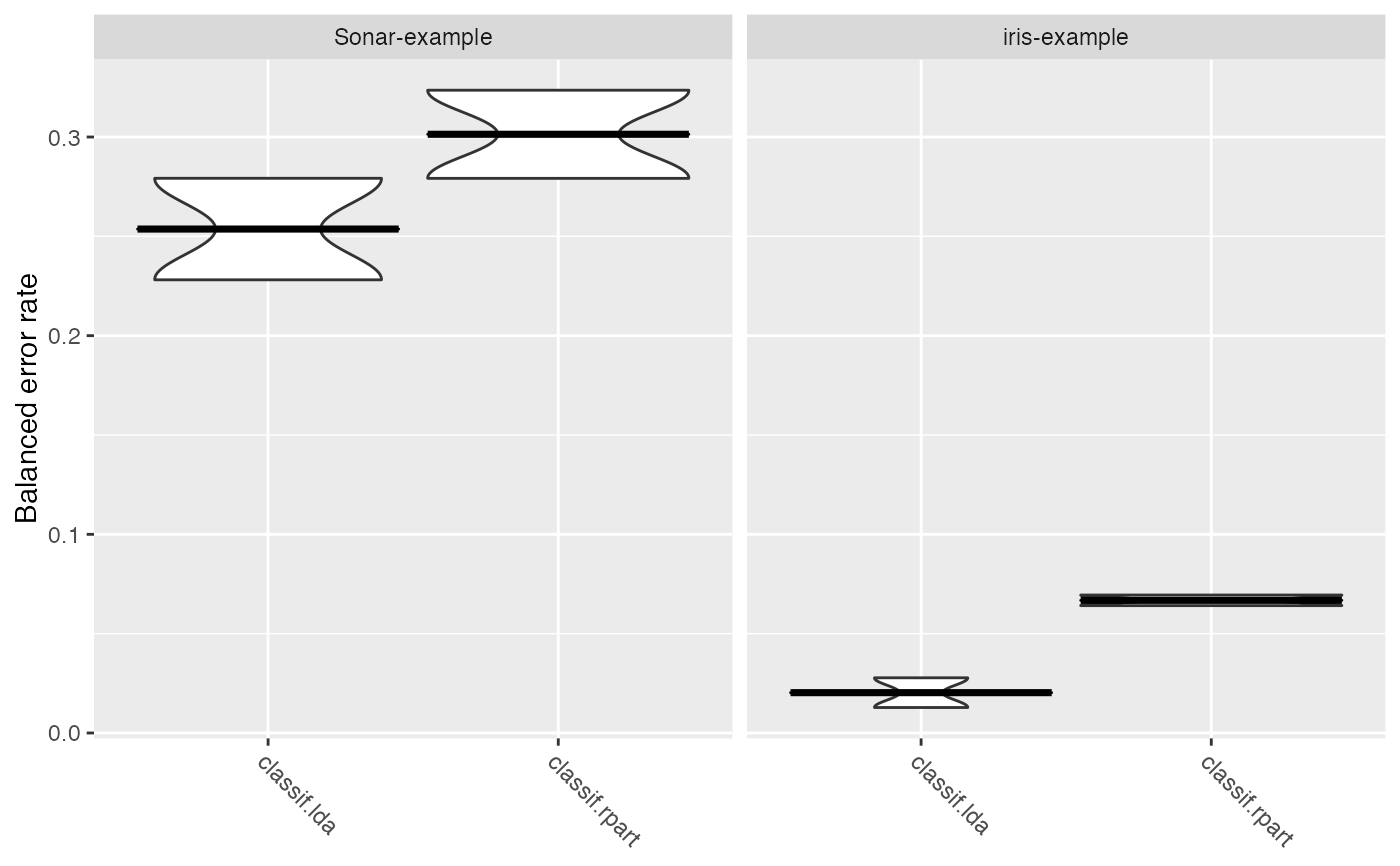 Sonar-example
iris-example
Balanced error rate
0.3
0.2
0.1
0.0
classif.lda
classif.rpart
classif.lda
classif.rpart